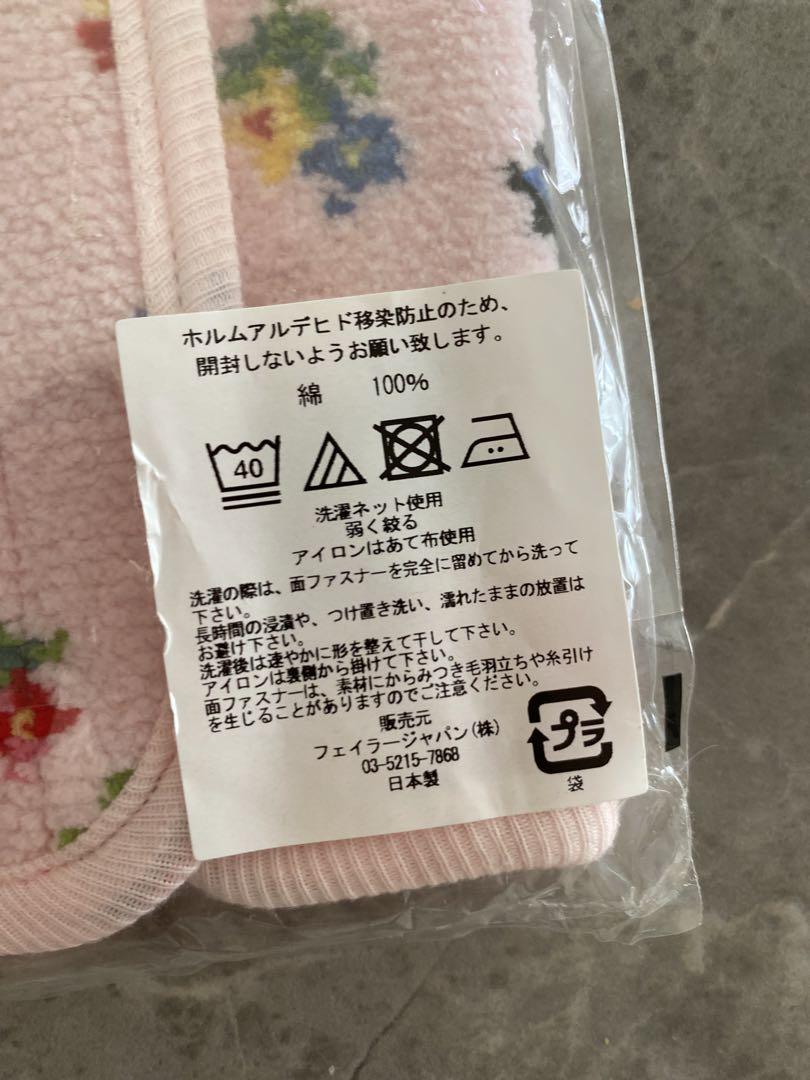 ホルムアルデヒド移染防止のため、
開封しないようお願い致します。
綿 100%
40
洗濯ネット使用
弱く絞る
アイロンはあて布使用
洗濯の際は、面ファスナーを完全に留めてから洗って
下さい。
長時間の浸漬や、つけ置き洗い、濡れたままの放置は
お避け下さい。
洗濯後は速やかに形を整えて干して下さい。
アイロンは裏側から掛けて下さい。
面ファスナーは、素材にからみつき毛羽立ちや糸引け
を生じることがありますのでご注意ください。
販売元
フェイラージャパン(株)
03-5215-7868
日本製
プラ
袋